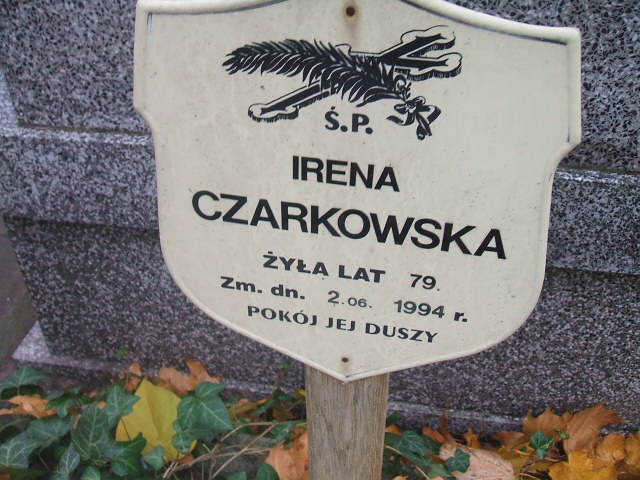 Ś.P.
IRENA
CZARKOWSKA
ŻYŁA LAT 79.
Zm. dn. 2.06. 1994 r.
POKÓJ JEJ DUSZY